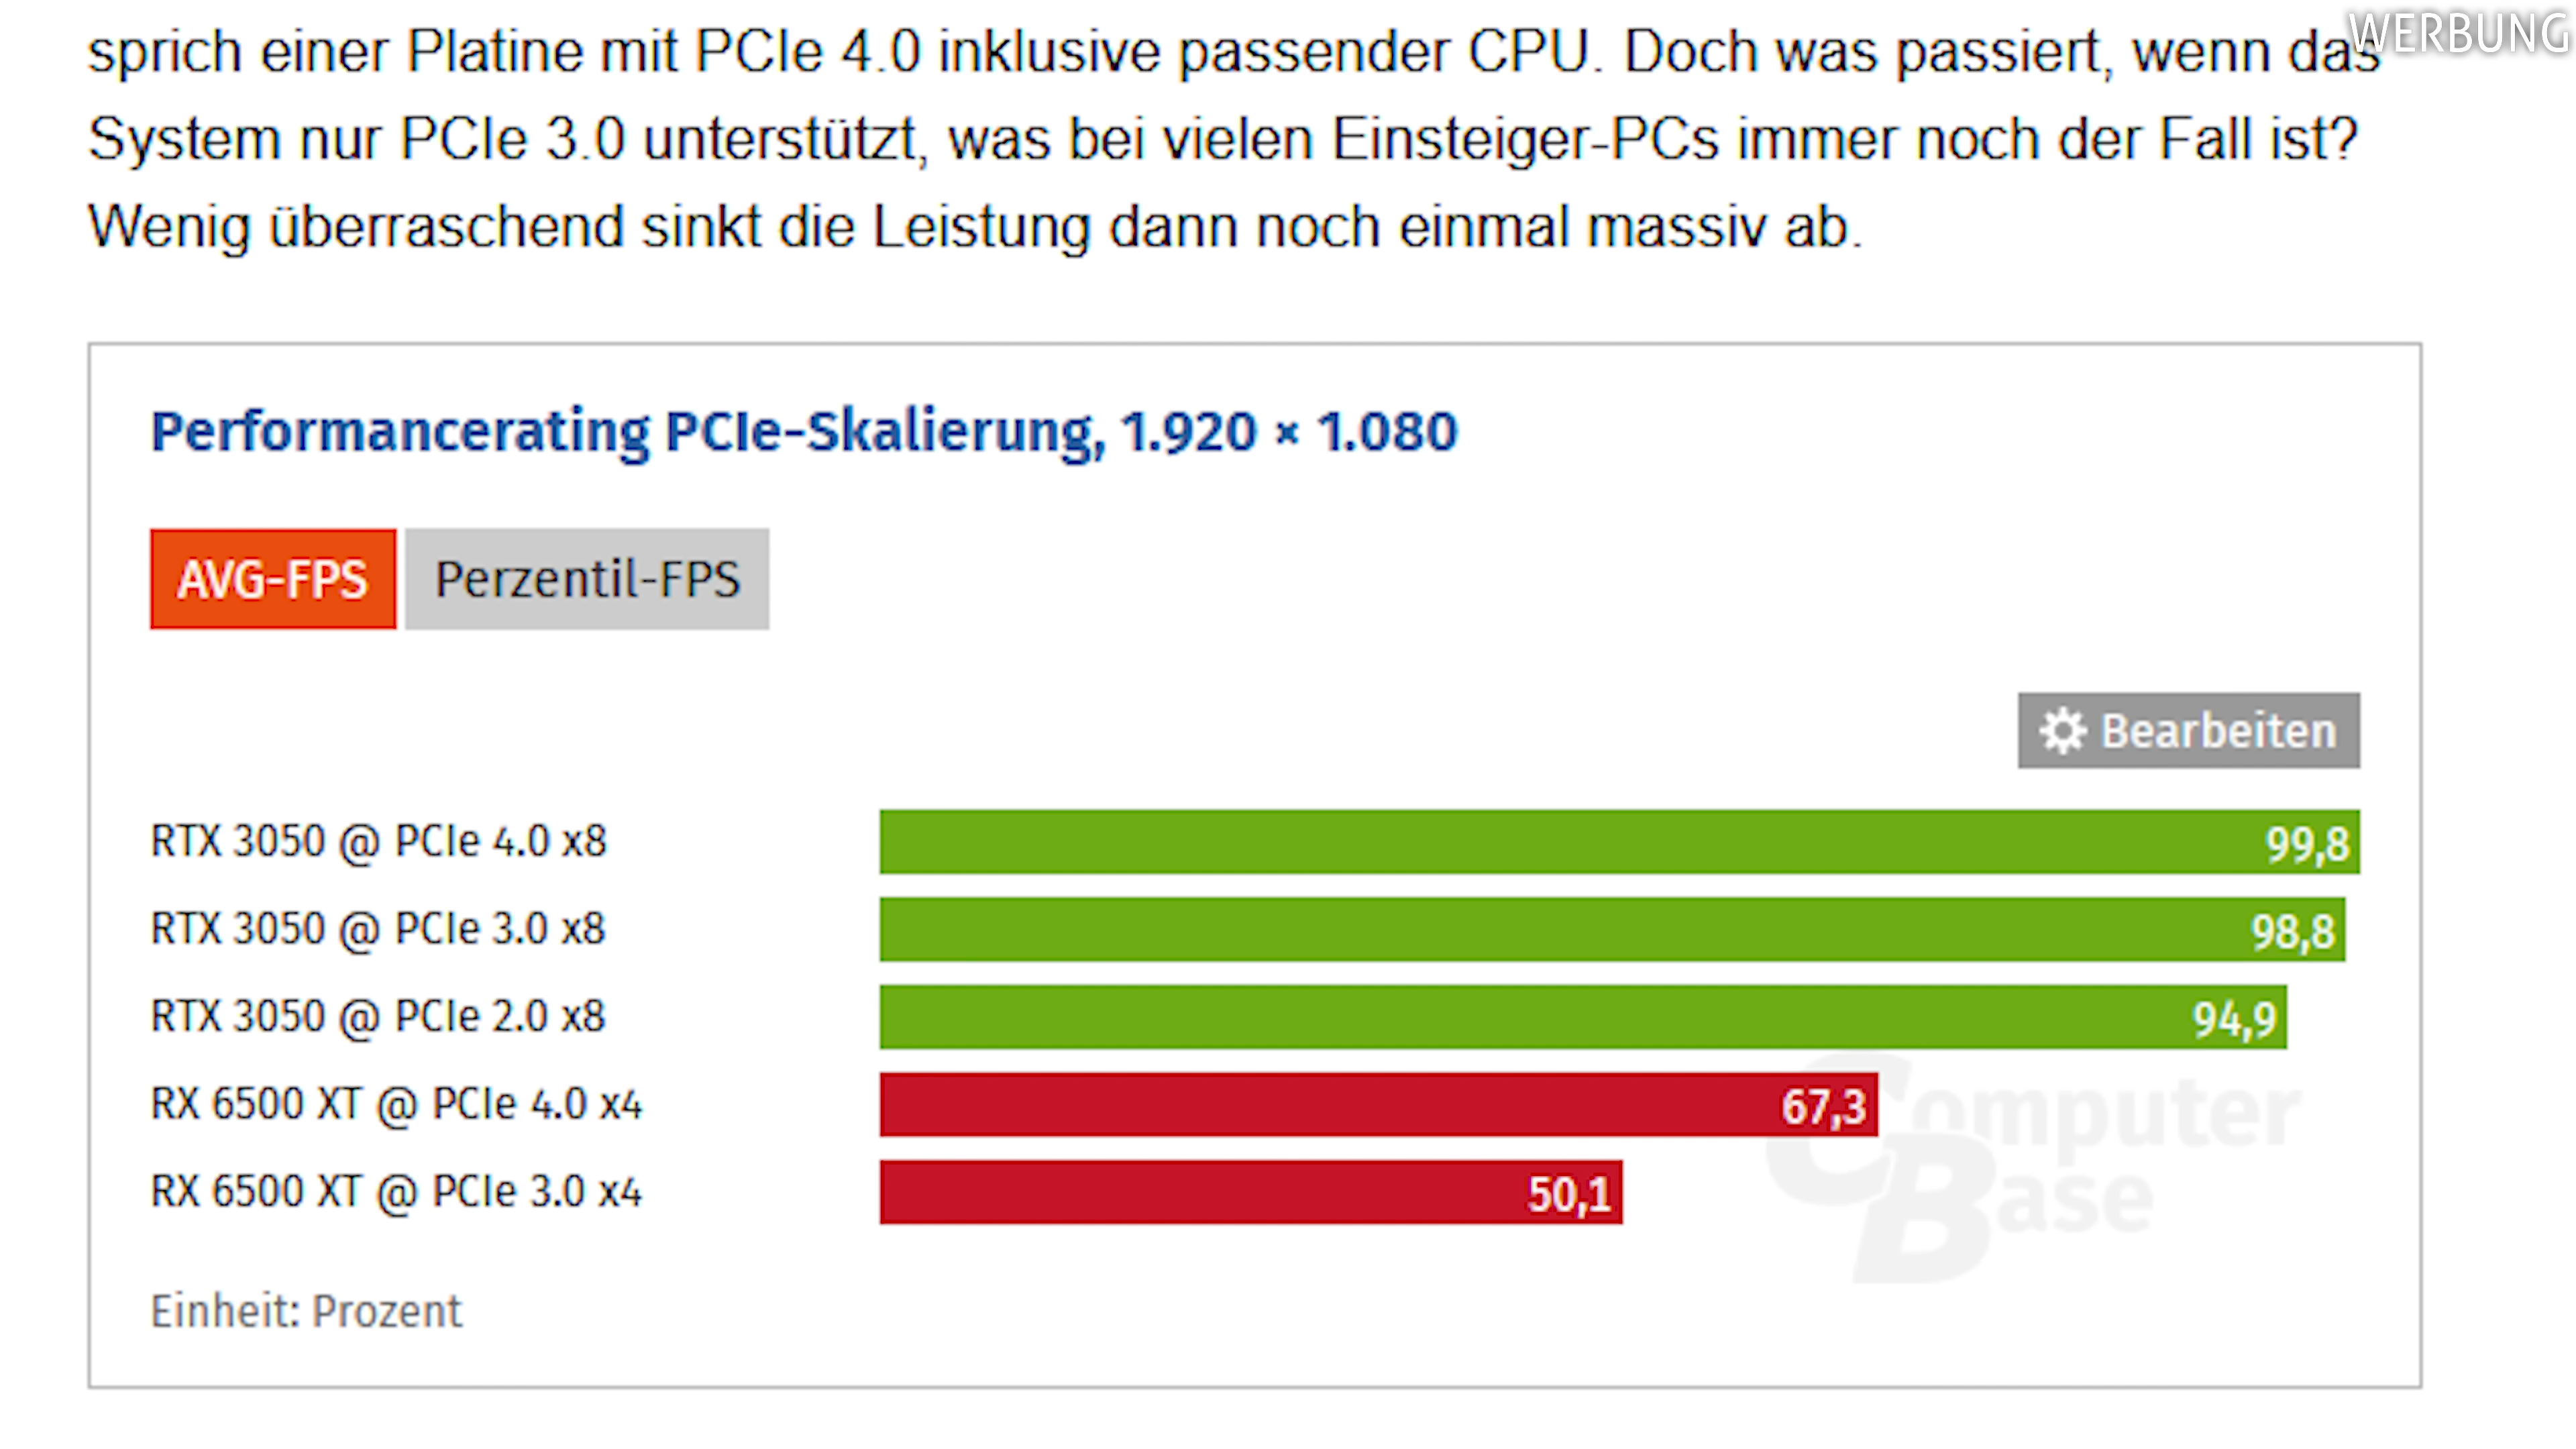 WERBUNG
sprich einer Platine mit PCIe 4.0 inklusive passender CPU. Doch was passiert, wenn das
System nur PCIe 3.0 unterstützt, was bei vielen Einsteiger-PCs immer noch der Fall ist?
Wenig überraschend sinkt die Leistung dann noch einmal massiv ab.
Performancerating PCIe-Skalierung, 1.920 × 1.080
AVG-FPS Perzentil-FPS
Bearbeiten
RTX 3050 @ PCIe 4.0 x8 99,8
RTX 3050 @ PCIe 3.0 x8 98,8
RTX 3050 @ PCIe 2.0 x8 94,9
RX 6500 XT @ PCIe 4.0 x4 67,3
RX 6500 XT @ PCIe 3.0 x4 50,1
Computer
Base
Einheit: Prozent